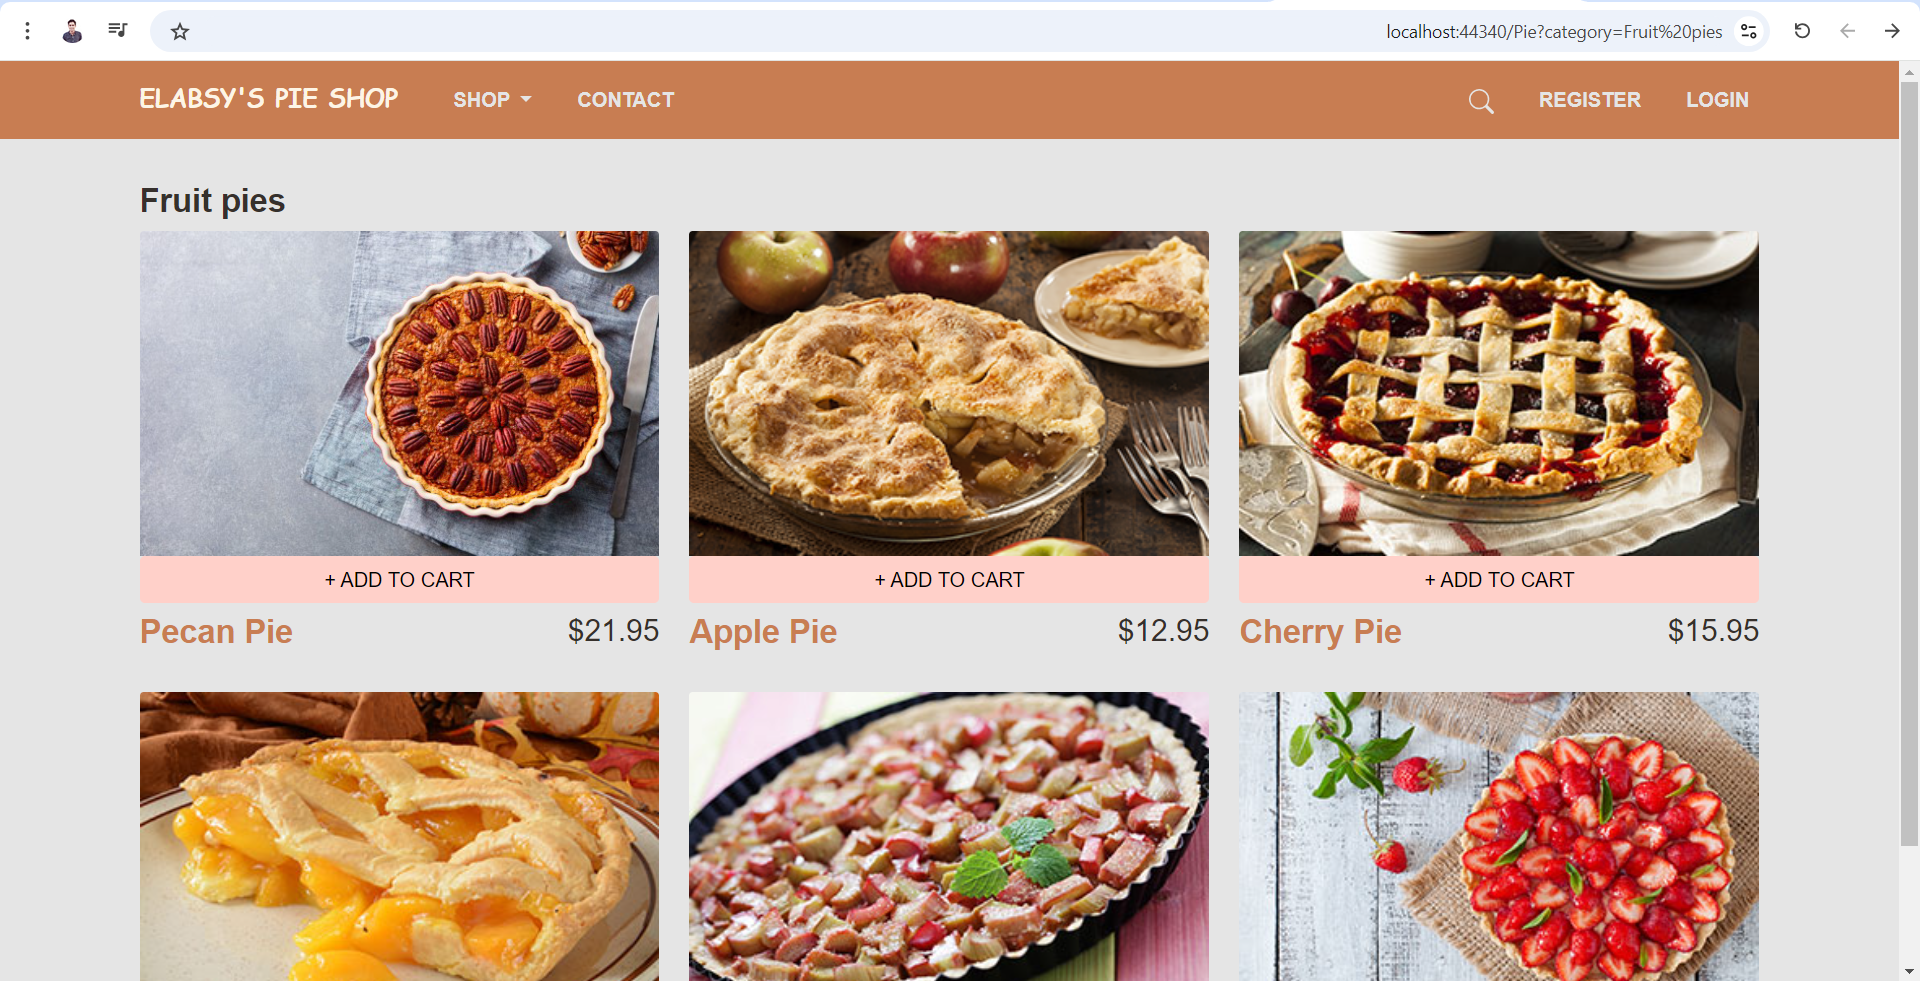 localhost:44340/Pie?category=Fruit%20pies
ELABSY'S PIE SHOP SHOP CONTACT REGISTER LOGIN
Fruit pies
+ ADD TO CART + ADD TO CART + ADD TO CART
Pecan Pie $21.95 Apple Pie $12.95 Cherry Pie $15.95